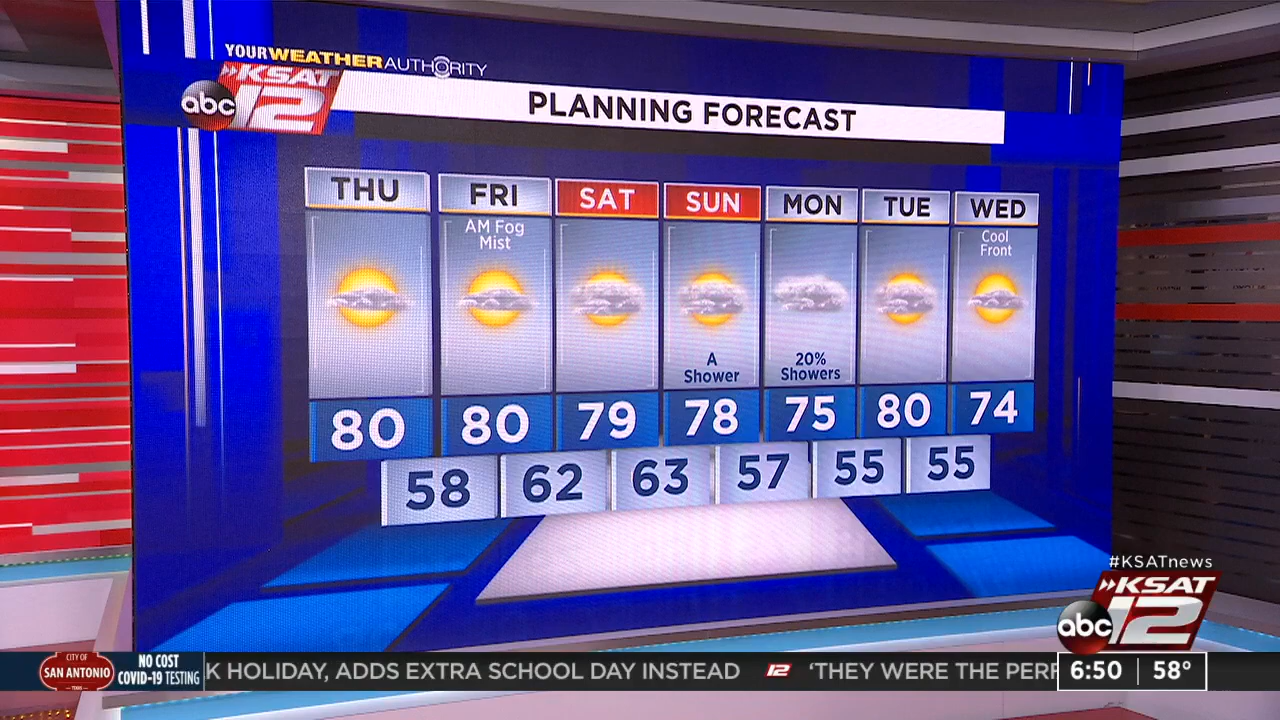 YOUR WEATHER AUTHORITY
KSAT
abc 12
PLANNING FORECAST
THU FRI SAT SUN MON TUE WED
AM Fog
Mist
Cool
Front
A
Shower
20%
Showers
80 80 79 78 75 80 74
58 62 63 57 55 55
#KSATnews
KSAT
abc 12
CITY OF
SAN ANTONIO
TEXAS
NO COST
COVID-19 TESTING
K HOLIDAY, ADDS EXTRA SCHOOL DAY INSTEAD 12 ‘THEY WERE THE PERF
6:50 58°